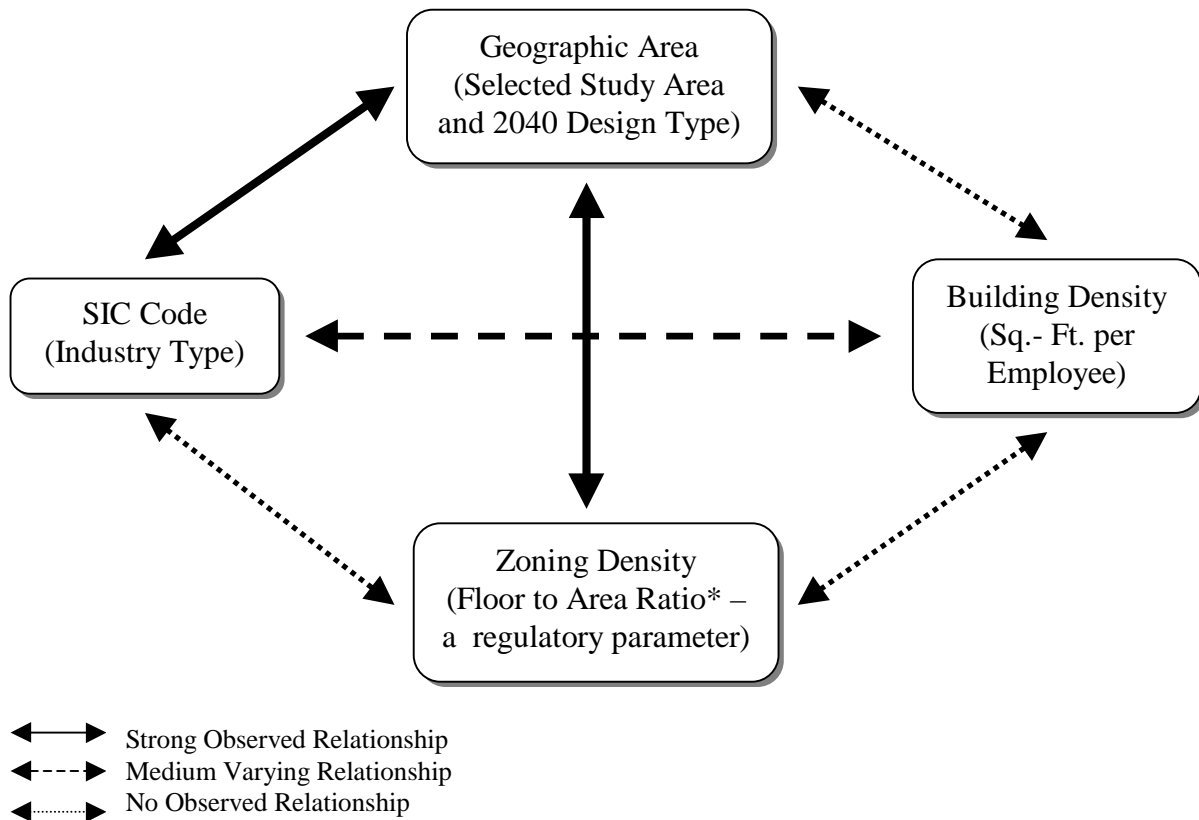 Geographic Area
(Selected Study Area
and 2040 Design Type)
SIC Code
(Industry Type)
Building Density
(Sq.- Ft. per
Employee)
Zoning Density
(Floor to Area Ratio* –
a regulatory parameter)
Strong Observed Relationship
Medium Varying Relationship
No Observed Relationship